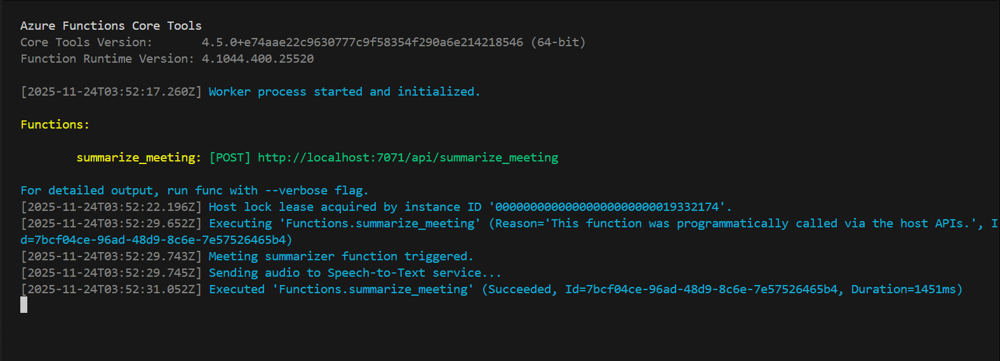 Azure Functions Core Tools
Core Tools Version:       4.5.0+e74aae22c9630777c9f58354f290a6e214218546 (64-bit)
Function Runtime Version: 4.1044.400.25520
[2025-11-24T03:52:17.260Z] Worker process started and initialized.
Functions:
summarize_meeting: [POST] http://localhost:7071/api/summarize_meeting
For detailed output, run func with --verbose flag.
[2025-11-24T03:52:22.196Z] Host lock lease acquired by instance ID '00000000000000000000000019332174'.
[2025-11-24T03:52:29.652Z] Executing 'Functions.summarize_meeting' (Reason='This function was programmatically called via the host APIs.', I
d=7bcf04ce-96ad-48d9-8c6e-7e57526465b4)
[2025-11-24T03:52:29.743Z] Meeting summarizer function triggered.
[2025-11-24T03:52:29.745Z] Sending audio to Speech-to-Text service...
[2025-11-24T03:52:31.052Z] Executed 'Functions.summarize_meeting' (Succeeded, Id=7bcf04ce-96ad-48d9-8c6e-7e57526465b4, Duration=1451ms)